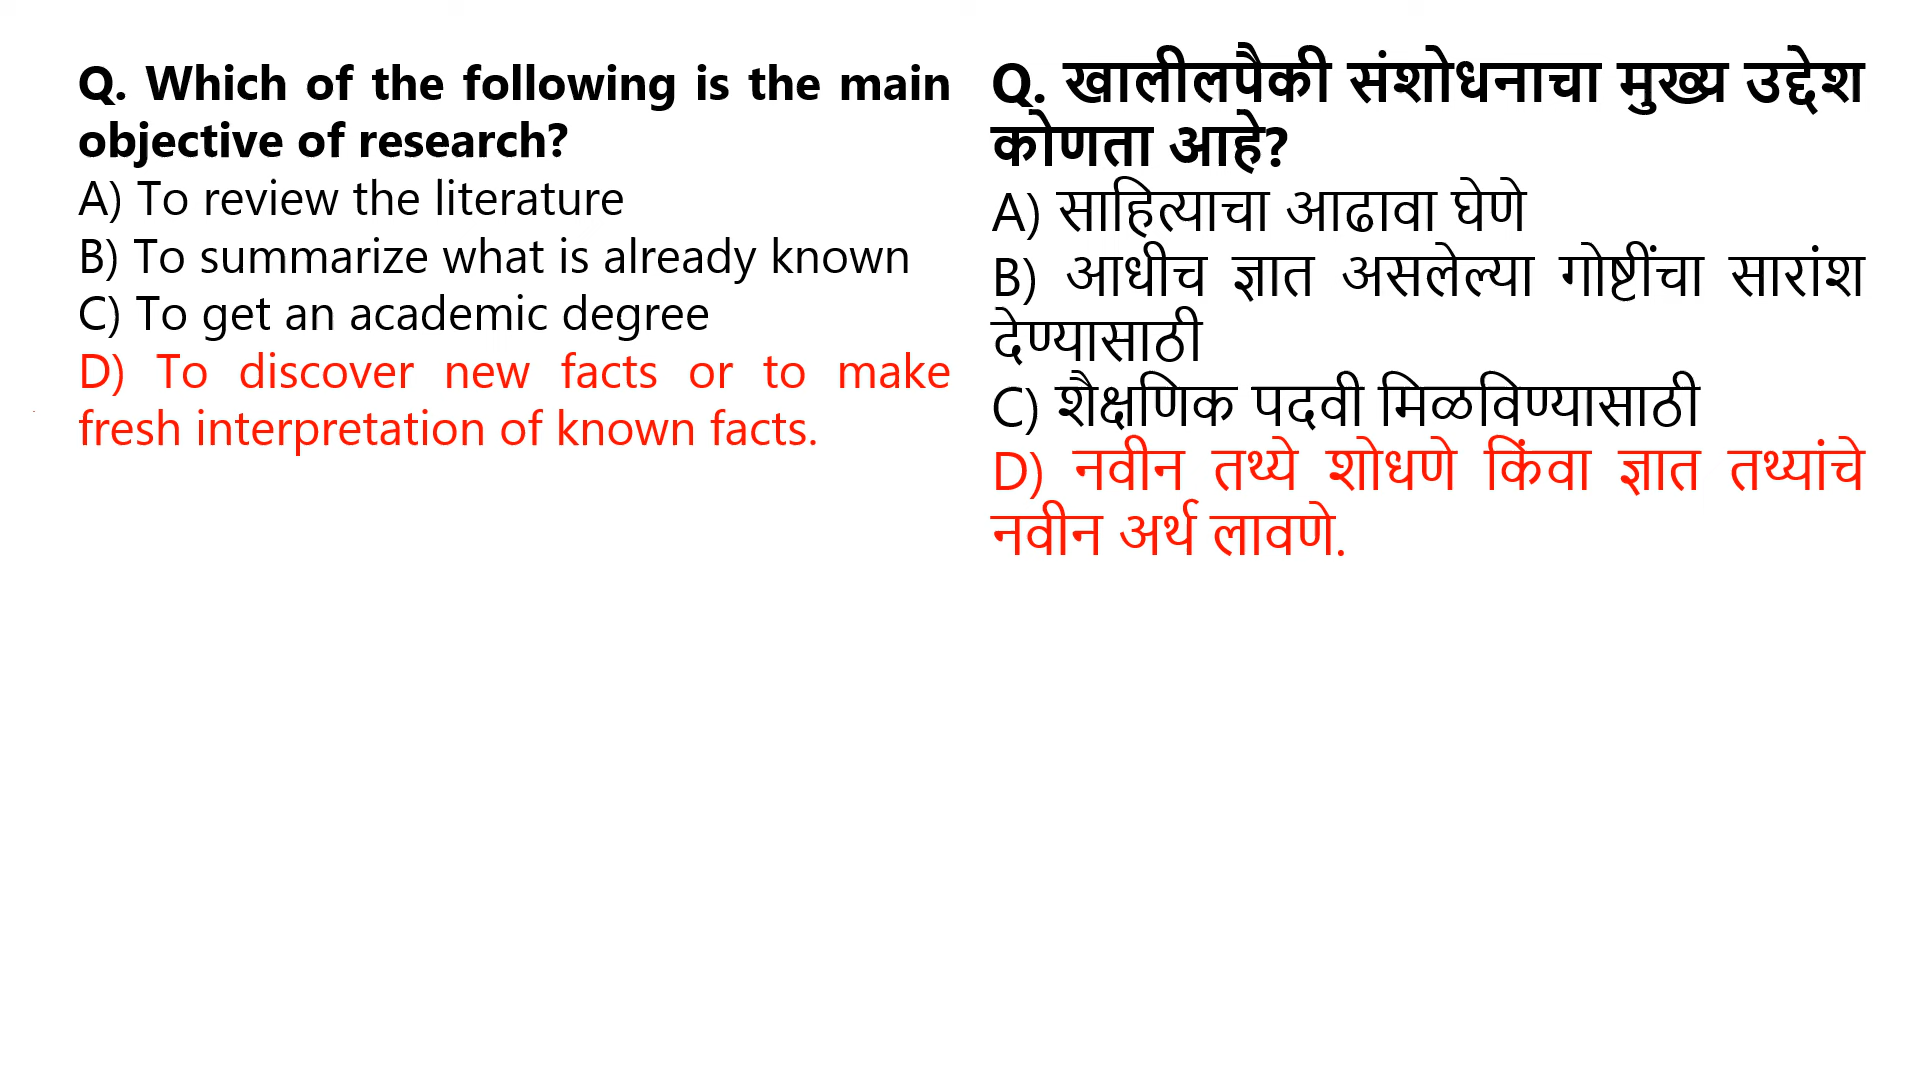 Q. Which of the following is the main
objective of research?
A) To review the literature
B) To summarize what is already known
C) To get an academic degree
D) To discover new facts or to make
fresh interpretation of known facts.
Q. खालीलपैकी संशोधनाचा मुख्य उद्देश
कोणता आहे?
A) साहित्याचा आढावा घेणे
B) आधीच ज्ञात असलेल्या गोष्टींचा सारांश
देण्यासाठी
C) शैक्षणिक पदवी मिळविण्यासाठी
D) नवीन तथ्ये शोधणे किंवा ज्ञात तथ्यांचे
नवीन अर्थ लावणे.